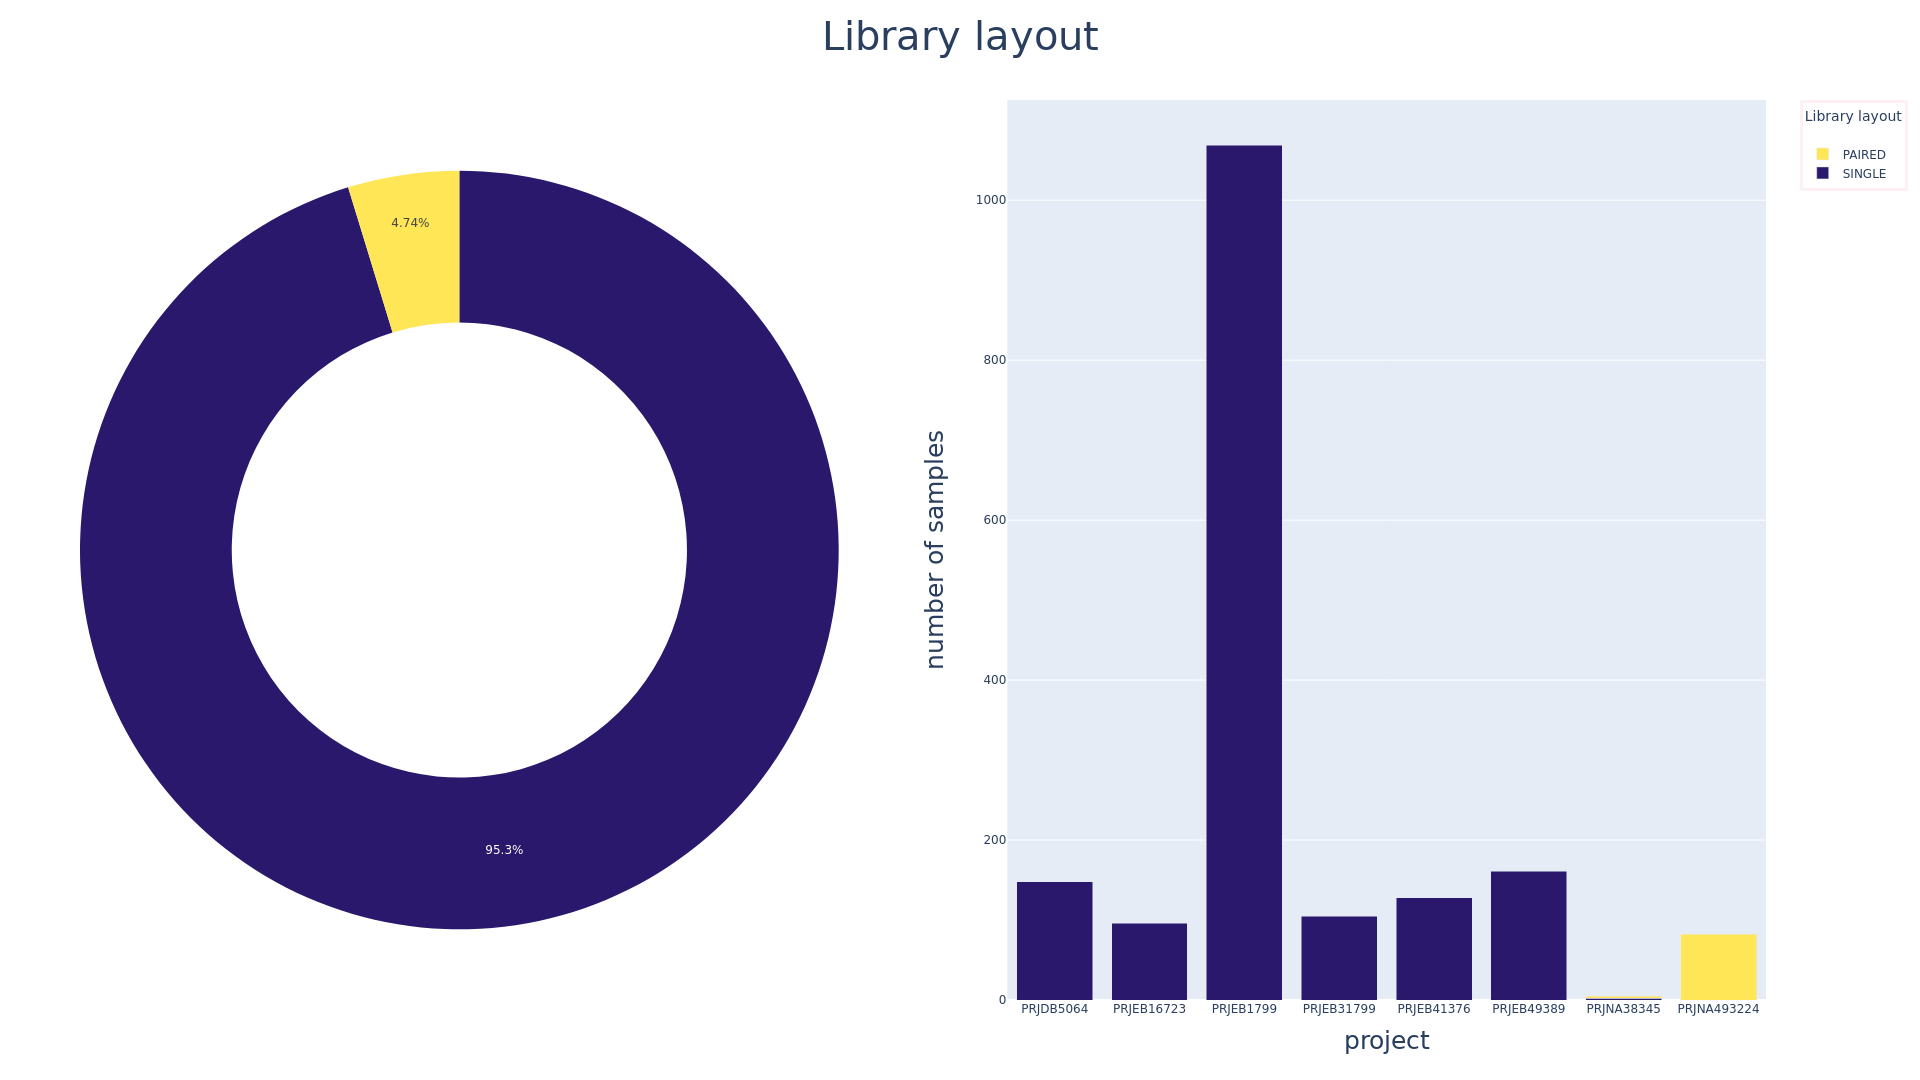 Library layout
4.74%
95.3%
number of samples
1000
800
600
400
200
0
PRJDB5064 PRJEB16723 PRJEB1799 PRJEB31799 PRJEB41376 PRJEB49389 PRJNA38345 PRJNA493224
project
Library layout
PAIRED
SINGLE